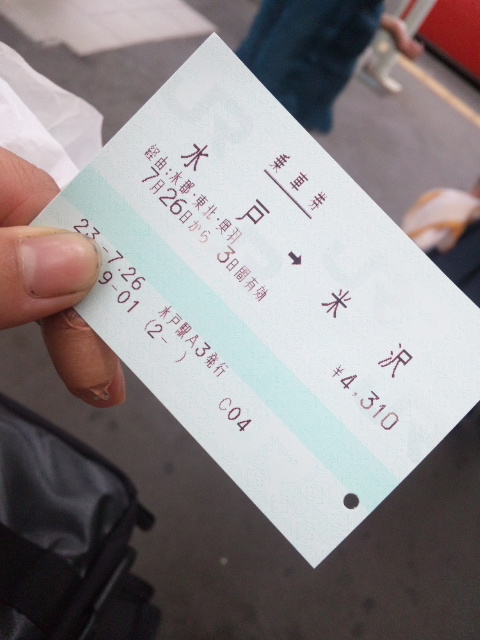 乗車券
水戸 → 米沢
経由:水郡・東北・奥羽
7月26日から 3日間有効 ¥4,310
23.-7.26 水戸駅A3発行
9-01 (2- ) C04